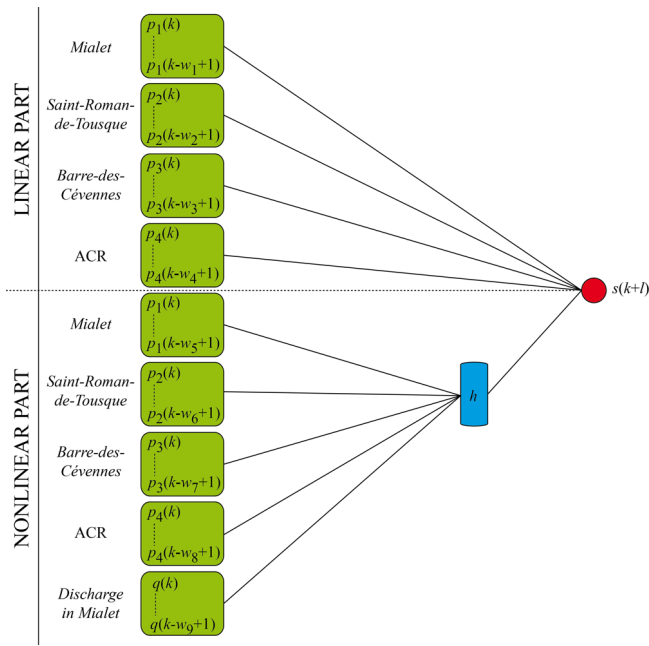 LINEAR PART
Mialet
p1(k)
p1(k-w1+1)
Saint-Roman-
de-Tousque
p2(k)
p2(k-w2+1)
Barre-des-
Cévennes
p3(k)
p3(k-w3+1)
ACR
p4(k)
p4(k-w4+1)
s(k+l)
NONLINEAR PART
Mialet
p1(k)
p1(k-w5+1)
Saint-Roman-
de-Tousque
p2(k)
p2(k-w6+1)
h
Barre-des-
Cévennes
p3(k)
p3(k-w7+1)
ACR
p4(k)
p4(k-w8+1)
Discharge
in Mialet
q(k)
q(k-w9+1)